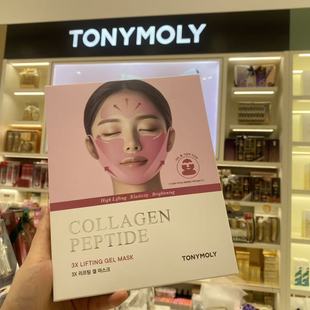 TONYMOLY
High Lifting Elasticity Brightening
COLLAGEN
PEPTIDE
3X LIFTING GEL MASK
3X 리프팅 겔 마스크
TONYMOLY